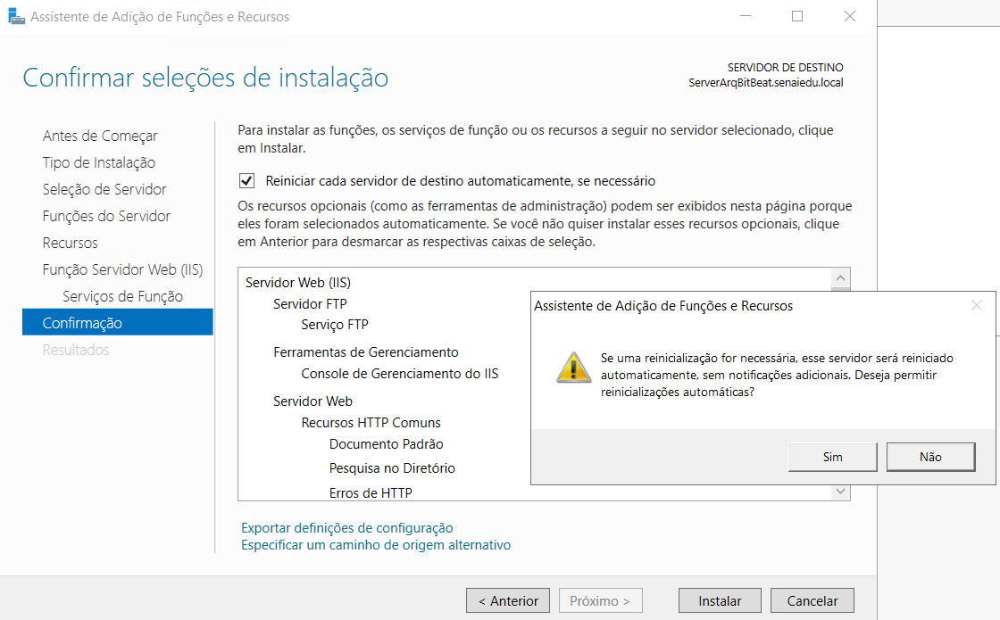 Assistente de Adição de Funções e Recursos
Confirmar seleções de instalação
SERVIDOR DE DESTINO
ServerArqBitBeat.senaiedu.local
Antes de Começar
Tipo de Instalação
Seleção de Servidor
Funções do Servidor
Recursos
Função Servidor Web (IIS)
Serviços de Função
Confirmação
Resultados
Para instalar as funções, os serviços de função ou os recursos a seguir no servidor selecionado, clique
em Instalar.
Reiniciar cada servidor de destino automaticamente, se necessário
Os recursos opcionais (como as ferramentas de administração) podem ser exibidos nesta página porque
eles foram selecionados automaticamente. Se você não quiser instalar esses recursos opcionais, clique
em Anterior para desmarcar as respectivas caixas de seleção.
Servidor Web (IIS)
Servidor FTP
Serviço FTP
Ferramentas de Gerenciamento
Console de Gerenciamento do IIS
Servidor Web
Recursos HTTP Comuns
Documento Padrão
Pesquisa no Diretório
Erros de HTTP
Assistente de Adição de Funções e Recursos
Se uma reinicialização for necessária, esse servidor será reiniciado
automaticamente, sem notificações adicionais. Deseja permitir
reinicializações automáticas?
Sim
Não
Exportar definições de configuração
Especificar um caminho de origem alternativo
< Anterior
Próximo >
Instalar
Cancelar